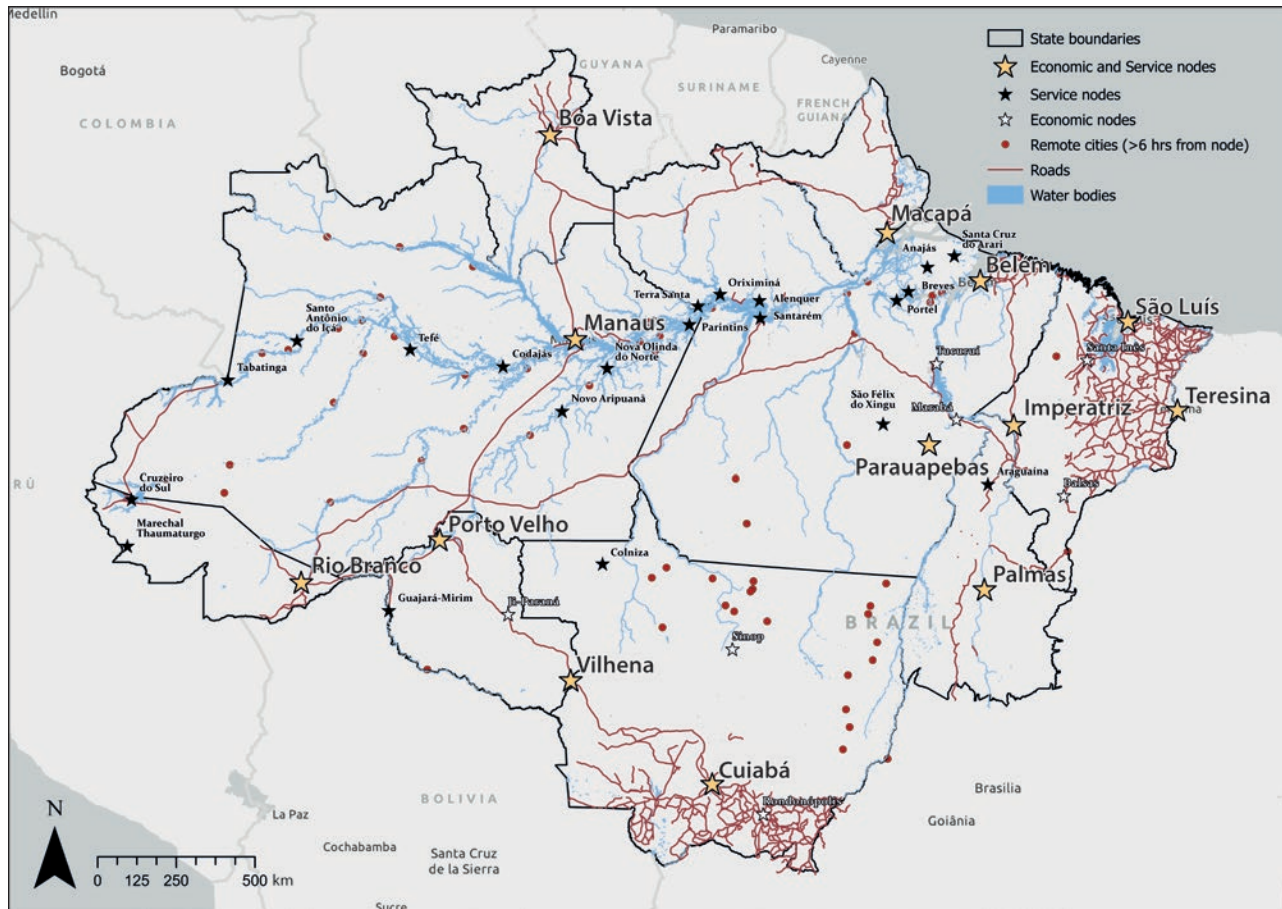 Medellin
Paramaribo
Bogotá
GUYANA
Cayenne
SURINAME
COLOMBIA
FRENCH
GUIANA
State boundaries
Economic and Service nodes
Service nodes
Economic nodes
Remote cities (>6 hrs from node)
Roads
Water bodies
Boa Vista
Macapá
Santa Cruz
do Arari
Anajás
Belém
Breves
Portel
Oriximiná
Terra Santa
Alenquer
Santarém
Parintins
São Luís
Santa Inês
Santo
Antônio
do Içá
Tefé
Manaus
Codajás
Nova Olinda
do Norte
Tabatinga
Novo Aripuanã
Tucuruí
São Félix
do Xingu
Marabá
Imperatriz
Teresina
Parauapebas
Araguaína
Balsas
RÚ
Cruzeiro
do Sul
Marechal
Thaumaturgo
Porto Velho
Rio Branco
Colniza
Guajará-Mirim
Ji-Paraná
Palmas
BRAZIL
Sinop
Vilhena
Cuiabá
Rondonópolis
Brasilia
Goiânia
BOLIVIA
La Paz
Cochabamba
Santa Cruz
de la Sierra
Sucre
N
0 125 250 500 km